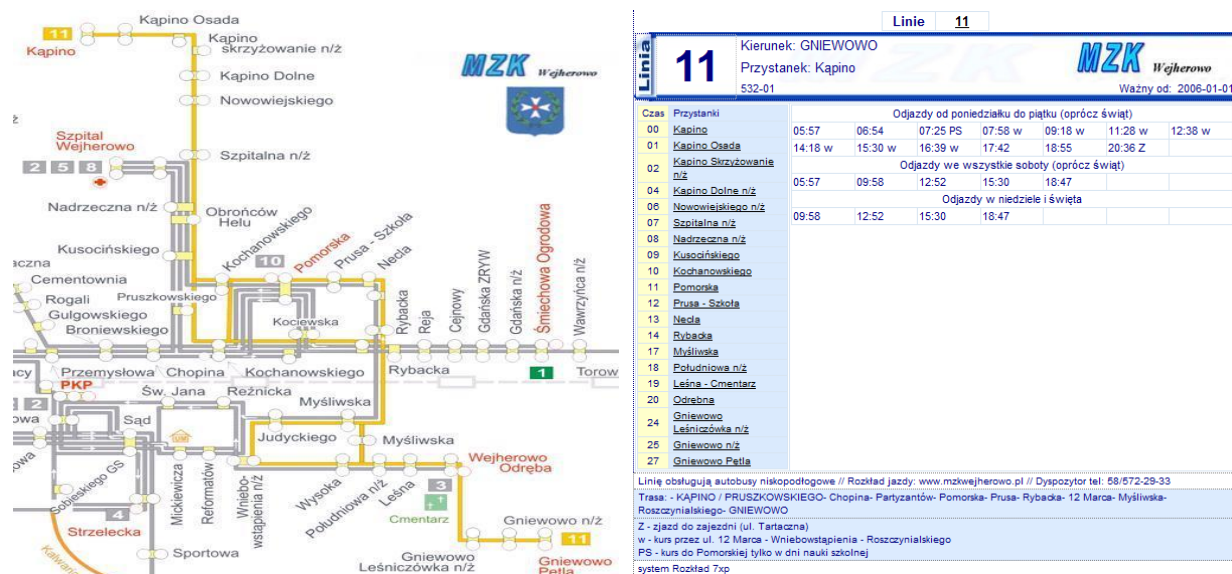 11
Kąpino
Kąpino Osada
Kąpino
skrzyżowanie n/ż
Kąpino Dolne
Nowowiejskiego
Szpitalna n/ż
MZK Wejherowo
Szpital
Wejherowo
2 5 8
Nadrzeczna n/ż
Obrońców
Helu
Kusocińskiego
Kochanowskiego
10
Pomorska
Prusa - Szkoła
Necla
Cementownia
Rogali
Gulgowskiego
Broniewskiego
Pruszkowskiego
Kociewska
Rybacka
Reja
Cejnowy
Gdańska ZRYW
Gdańska n/ż
Śmiechowa Ogrodowa
Wawrzyńca n/ż
Przemysłowa
Chopina
Kochanowskiego
Rybacka
1
Torow
PKP
2
Św. Jana
Reźnicka
Myśliwska
Sąd
UM
Judyckiego
Myśliwska
Sobieskiego GS
Mickiewicza
Reformatów
Wniebo-
wstąpienia n/ż
Wysoka
Południowa n/ż
Leśna
Wejherowo
Odręba
3
Cmentarz
4
Strzelecka
Sportowa
Gniewowo n/ż
11
Gniewowo
Leśniczówka n/ż
Gniewowo
Pętla
Linie 11
Linia
11
Kierunek: GNIEWOWO
Przystanek: Kąpino
532-01
MZK Wejherowo
Ważny od: 2006-01-01
Czas Przystanki
00 Kąpino
01 Kąpino Osada
02 Kąpino Skrzyżowanie
n/ż
04 Kąpino Dolne n/ż
06 Nowowiejskiego n/ż
07 Szpitalna n/ż
08 Nadrzeczna n/ż
09 Kusocińskiego
10 Kochanowskiego
11 Pomorska
12 Prusa - Szkoła
13 Necla
14 Rybacka
17 Myśliwska
18 Południowa n/ż
19 Leśna - Cmentarz
20 Odrębna
24 Gniewowo
Leśniczówka n/ż
25 Gniewowo n/ż
27 Gniewowo Pętla
Odjazdy od poniedziałku do piątku (oprócz świąt)
05:57 06:54 07:25 PS 07:58 w 09:18 w 11:28 w 12:38 w
14:18 w 15:30 w 16:39 w 17:42 18:55 20:36 Z
Odjazdy we wszystkie soboty (oprócz świąt)
05:57 09:58 12:52 15:30 18:47
Odjazdy w niedziele i święta
09:58 12:52 15:30 18:47
Linię obsługują autobusy niskopodłogowe // Rozkład jazdy: www.mzkwejherowo.pl // Dyspozytor tel: 58/572-29-33
Trasa: - KĄPINO / PRUSZKOWSKIEGO- Chopina- Partyzantów- Pomorska- Prusa- Rybacka- 12 Marca- Myśliwska-
Roszczynialskiego- GNIEWOWO
Z - zjazd do zajezdni (ul. Tartaczna)
w - kurs przez ul. 12 Marca - Wniebowstąpienia - Roszczynialskiego
PS - kurs do Pomorskiej tylko w dni nauki szkolnej
system Rozkład 7xp